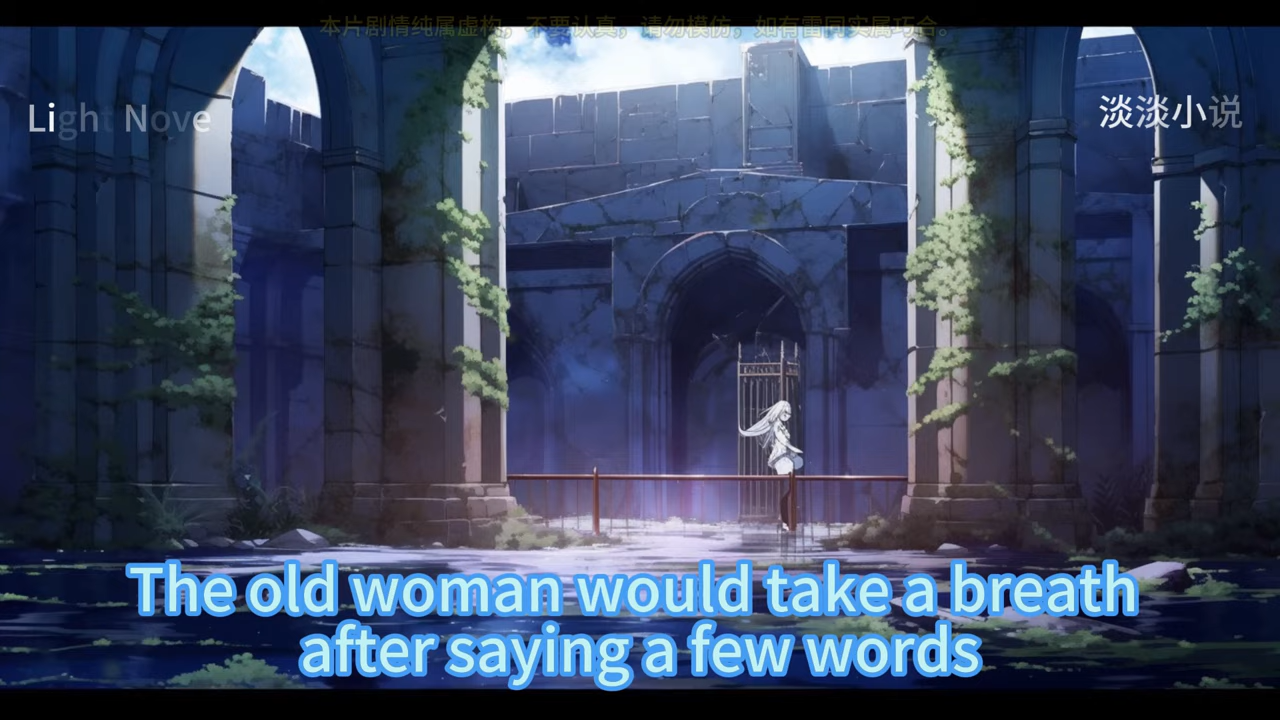 本片剧情纯属虚构，不要认真，请勿模仿，如有雷同实属巧合。
Light Nove
淡淡小说
The old woman would take a breath
after saying a few words